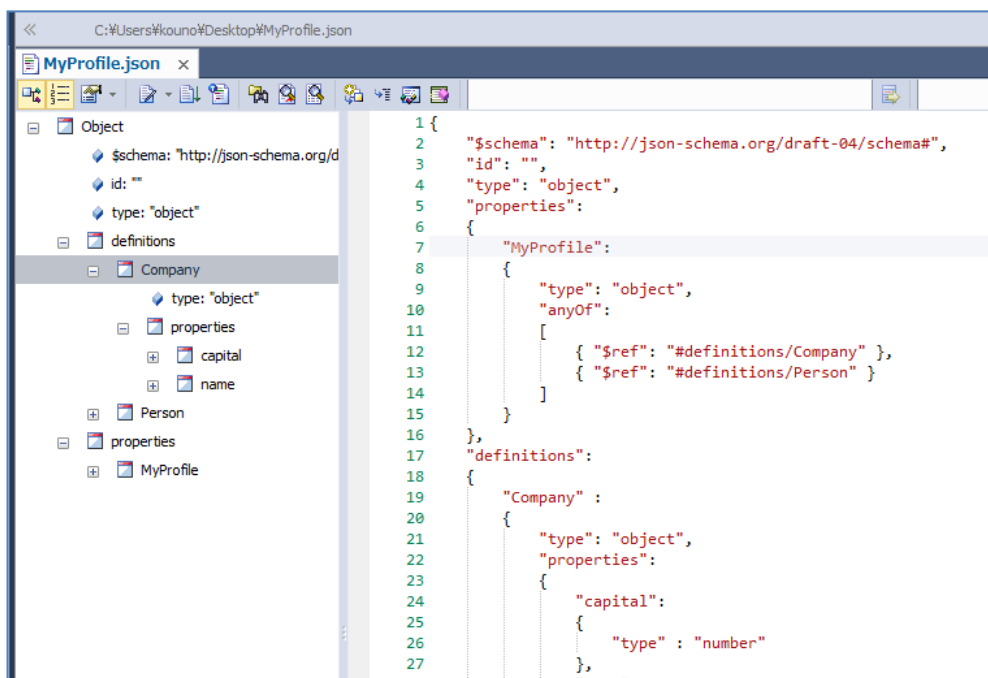 C:¥Users¥kouno¥Desktop¥MyProfile.json
MyProfile.json ×
Object
$schema: "http://json-schema.org/d
id: ""
type: "object"
definitions
Company
type: "object"
properties
capital
name
Person
properties
MyProfile
1 {
2 "$schema": "http://json-schema.org/draft-04/schema#",
3 "id": "",
4 "type": "object",
5 "properties":
6 {
7 "MyProfile":
8 {
9 "type": "object",
10 "anyOf":
11 [
12 { "$ref": "#definitions/Company" },
13 { "$ref": "#definitions/Person" }
14 ]
15 }
16 },
17 "definitions":
18 {
19 "Company" :
20 {
21 "type": "object",
22 "properties":
23 {
24 "capital":
25 {
26 "type" : "number"
27 },